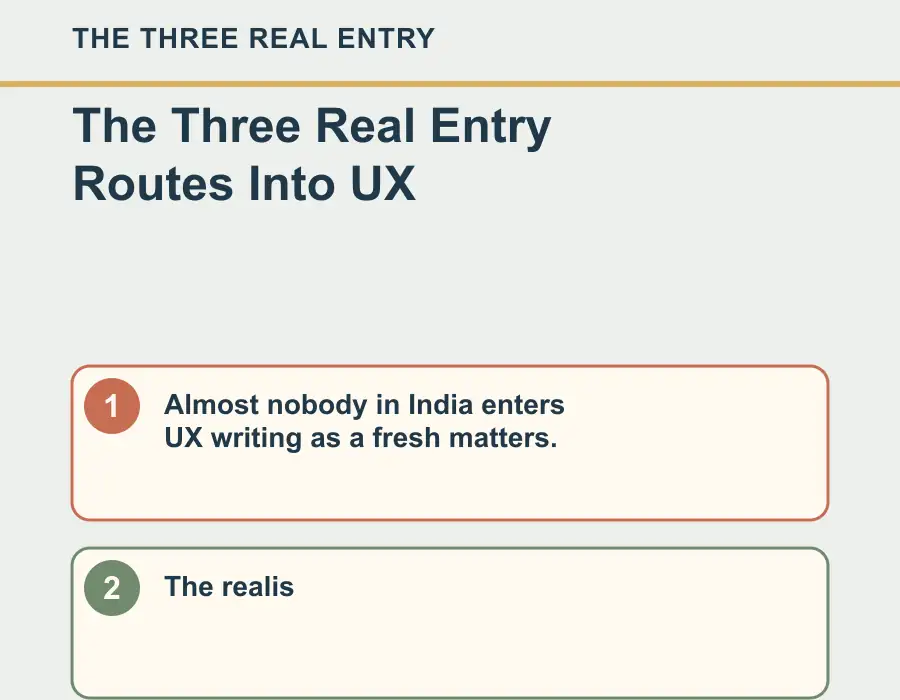 THE THREE REAL ENTRY
The Three Real Entry
Routes Into UX
1
Almost nobody in India enters
UX writing as a fresh matters.
2
The realis